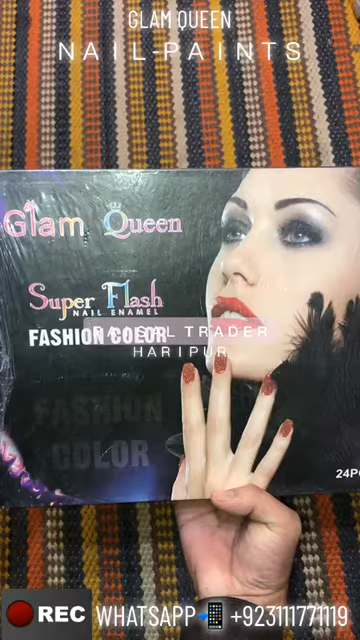 GLAM QUEEN
NAIL-PAINTS
Glam Queen
Super Flash
NAIL ENAMEL
FASHION COLOR
TRADER
HARIPUR
FASHION
COLOR
REC WHATSAPP📲+923111771119